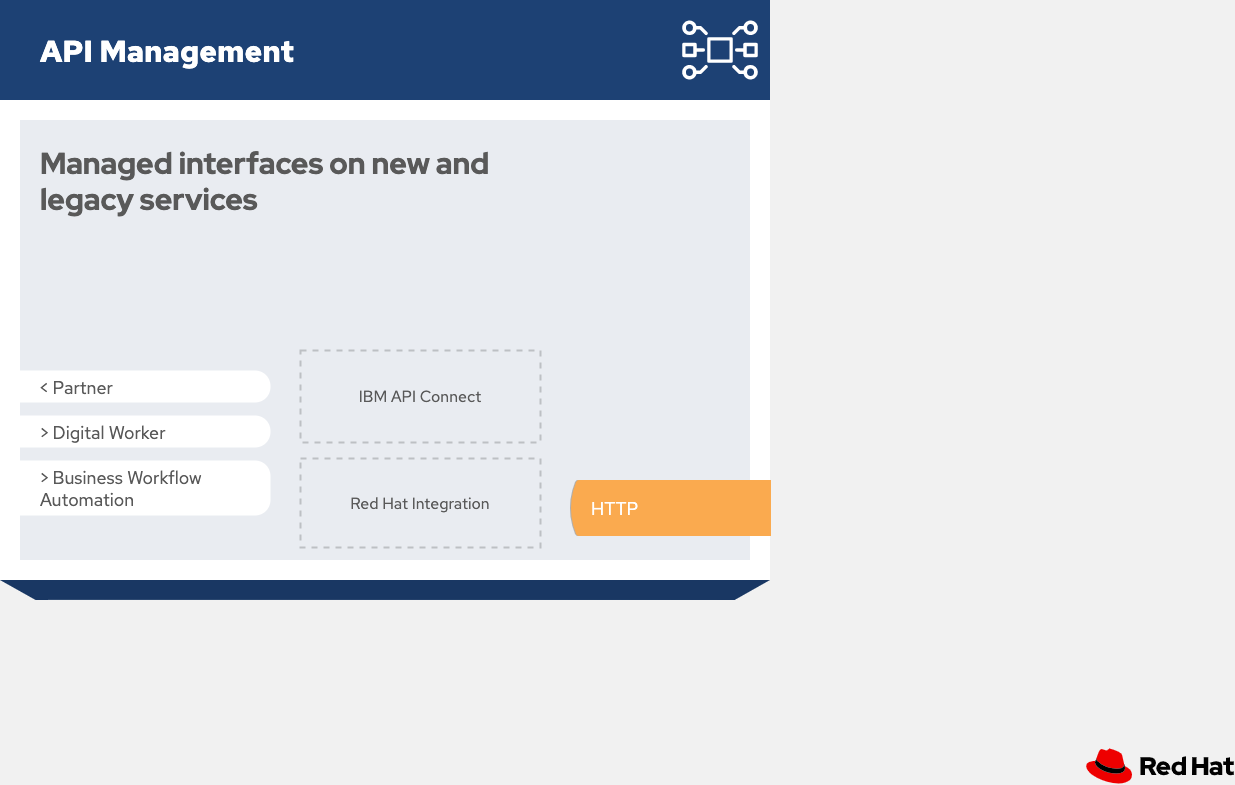 API Management
Managed interfaces on new and
legacy services
< Partner
> Digital Worker
> Business Workflow
Automation
IBM API Connect
Red Hat Integration
HTTP
Red Hat